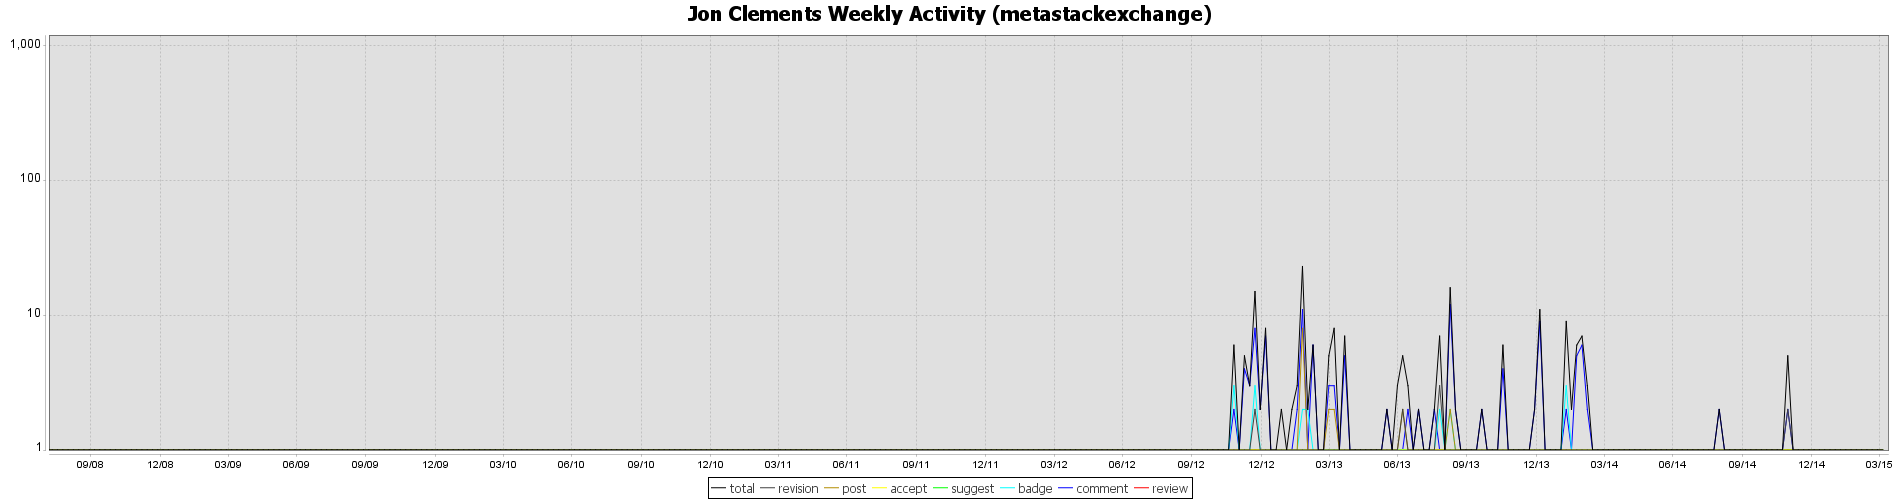 Jon Clements Weekly Activity (metastackexchange)
1,000
100
10
1
09/08 12/08 03/09 06/09 09/09 12/09 03/10 06/10 09/10 12/10 03/11 06/11 09/11 12/11 03/12 06/12 09/12 12/12 03/13 06/13 09/13 12/13 03/14 06/14 09/14 12/14 03/15
total revision post accept suggest badge comment review